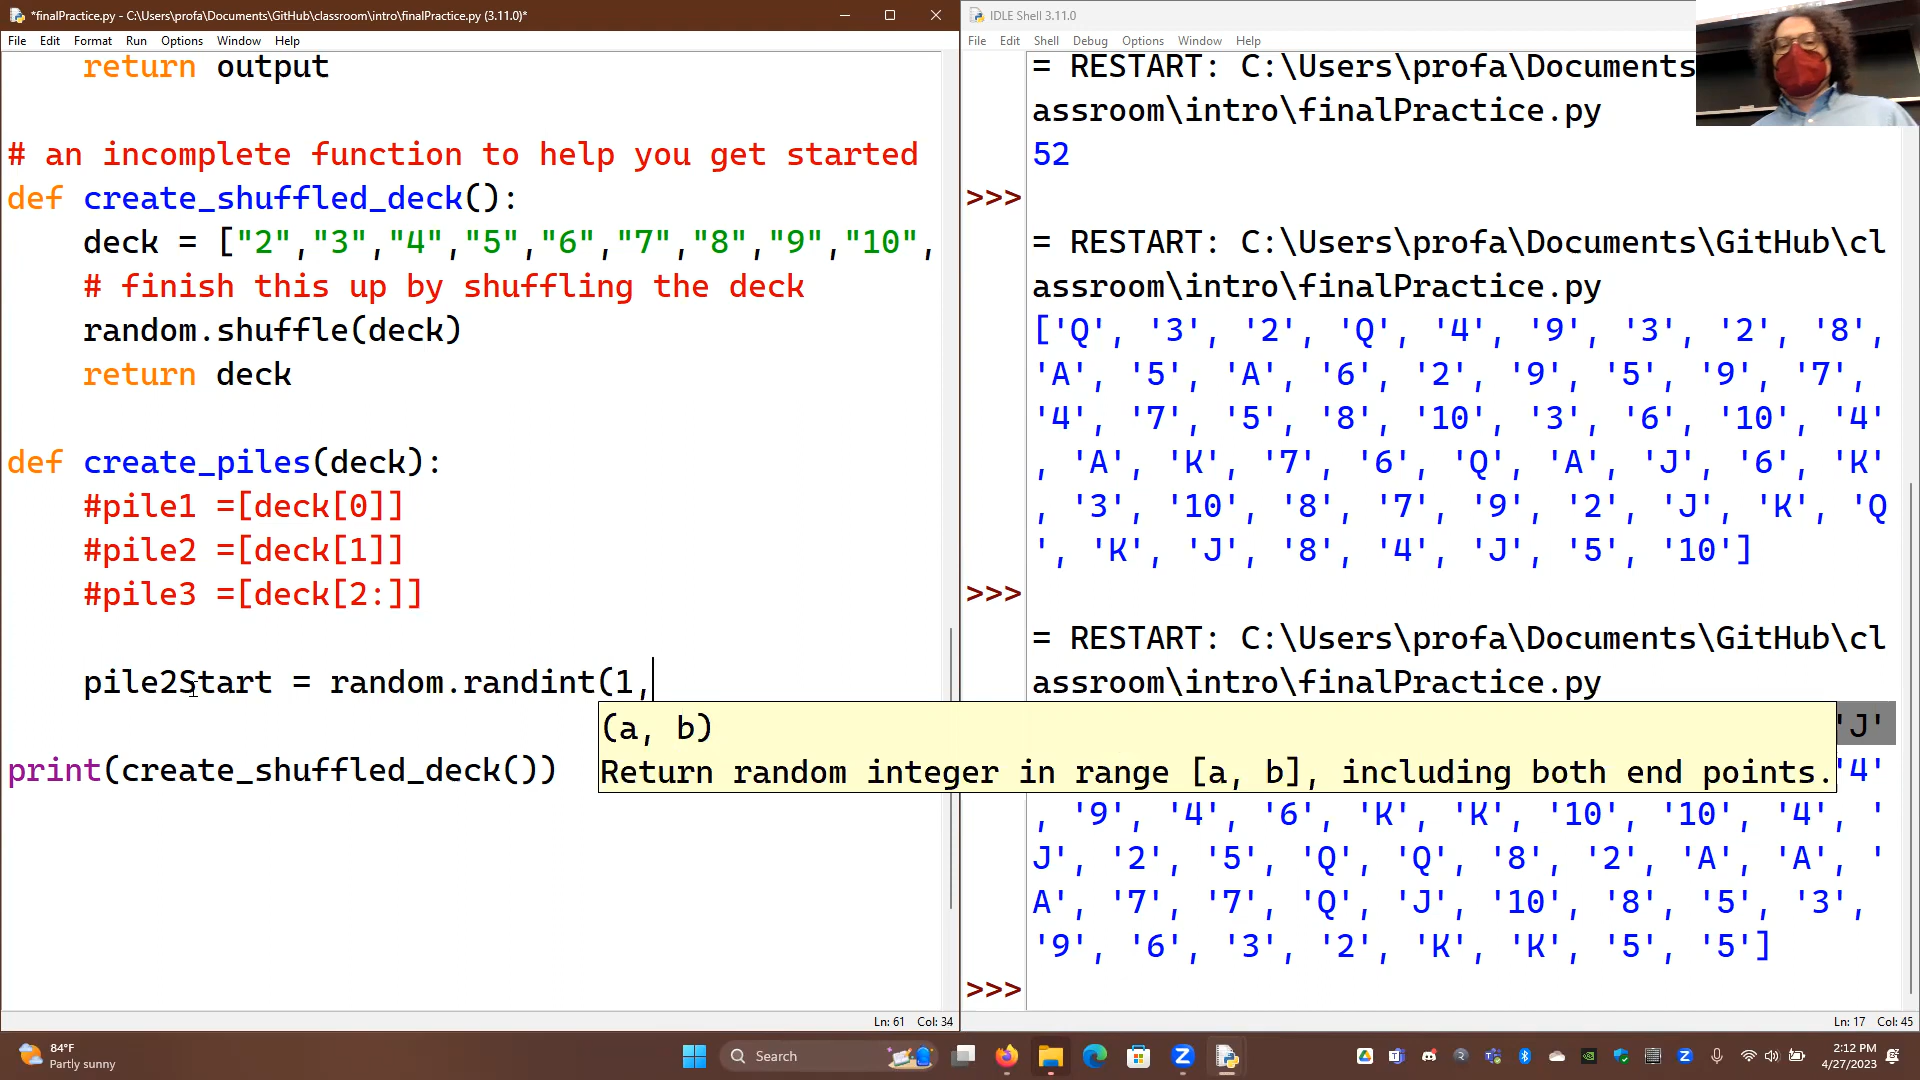 *finalPractice.py - C:\Users\profa\Documents\GitHub\classroom\intro\finalPractice.py (3.11.0)*
File Edit Format Run Options Window Help
    return output

# an incomplete function to help you get started
def create_shuffled_deck():
    deck = ["2","3","4","5","6","7","8","9","10",
    # finish this up by shuffling the deck
    random.shuffle(deck)
    return deck

def create_piles(deck):
    #pile1 =[deck[0]]
    #pile2 =[deck[1]]
    #pile3 =[deck[2:]]

    pile2Start = random.randint(1,
(a, b)
Return random integer in range [a, b], including both end points.
print(create_shuffled_deck())
Ln: 61 Col: 34
IDLE Shell 3.11.0
File Edit Shell Debug Options Window Help
= RESTART: C:\Users\profa\Documents
assroom\intro\finalPractice.py
52
>>>
= RESTART: C:\Users\profa\Documents\GitHub\cl
assroom\intro\finalPractice.py
['Q', '3', '2', 'Q', '4', '9', '3', '2', '8',
'A', '5', 'A', '6', '2', '9', '5', '9', '7',
'4', '7', '5', '8', '10', '3', '6', '10', '4'
, 'A', 'K', '7', '6', 'Q', 'A', 'J', '6', 'K'
, '3', '10', '8', '7', '9', '2', 'J', 'K', 'Q
', 'K', 'J', '8', '4', 'J', '5', '10']
>>>
= RESTART: C:\Users\profa\Documents\GitHub\cl
assroom\intro\finalPractice.py
'J'
'4'
, '9', '4', '6', 'K', 'K', '10', '10', '4', '
J', '2', '5', 'Q', 'Q', '8', '2', 'A', 'A', '
A', '7', '7', 'Q', 'J', '10', '8', '5', '3',
'9', '6', '3', '2', 'K', 'K', '5', '5']
>>>
Ln: 17 Col: 45
84°F
Partly sunny
Search
2:12 PM
4/27/2023